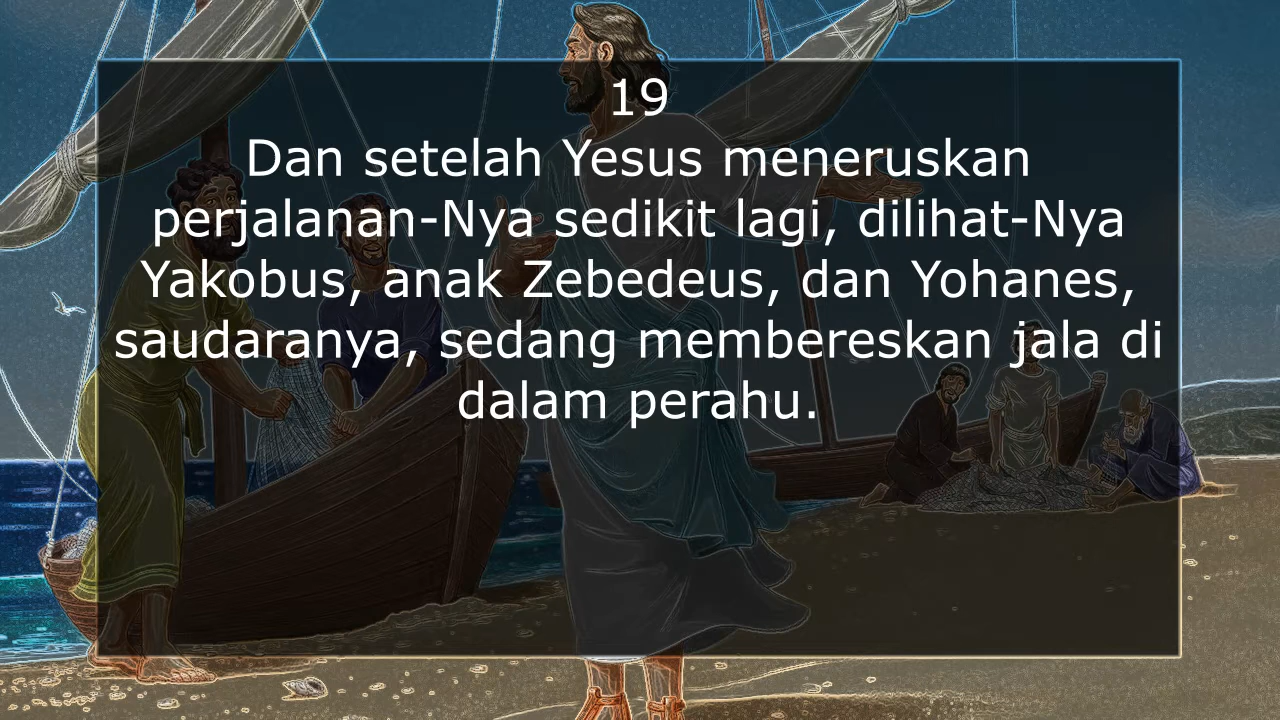 19
Dan setelah Yesus meneruskan
perjalanan-Nya sedikit lagi, dilihat-Nya
Yakobus, anak Zebedeus, dan Yohanes,
saudaranya, sedang membereskan jala di
dalam perahu.